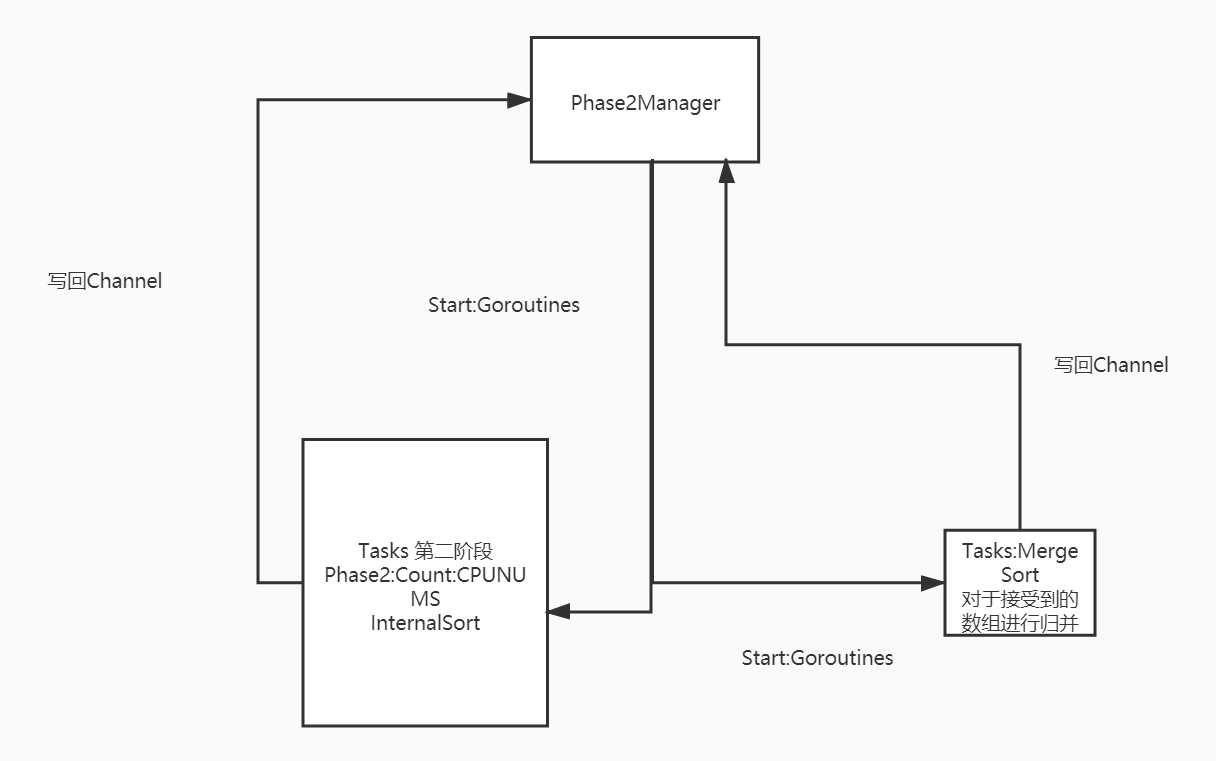 Phase2Manager
写回Channel
Start:Goroutines
写回Channel
Tasks 第二阶段
Phase2:Count:CPUNU
MS
InternalSort
Tasks:Merge
Sort
对于接受到的
数组进行归并
Start:Goroutines